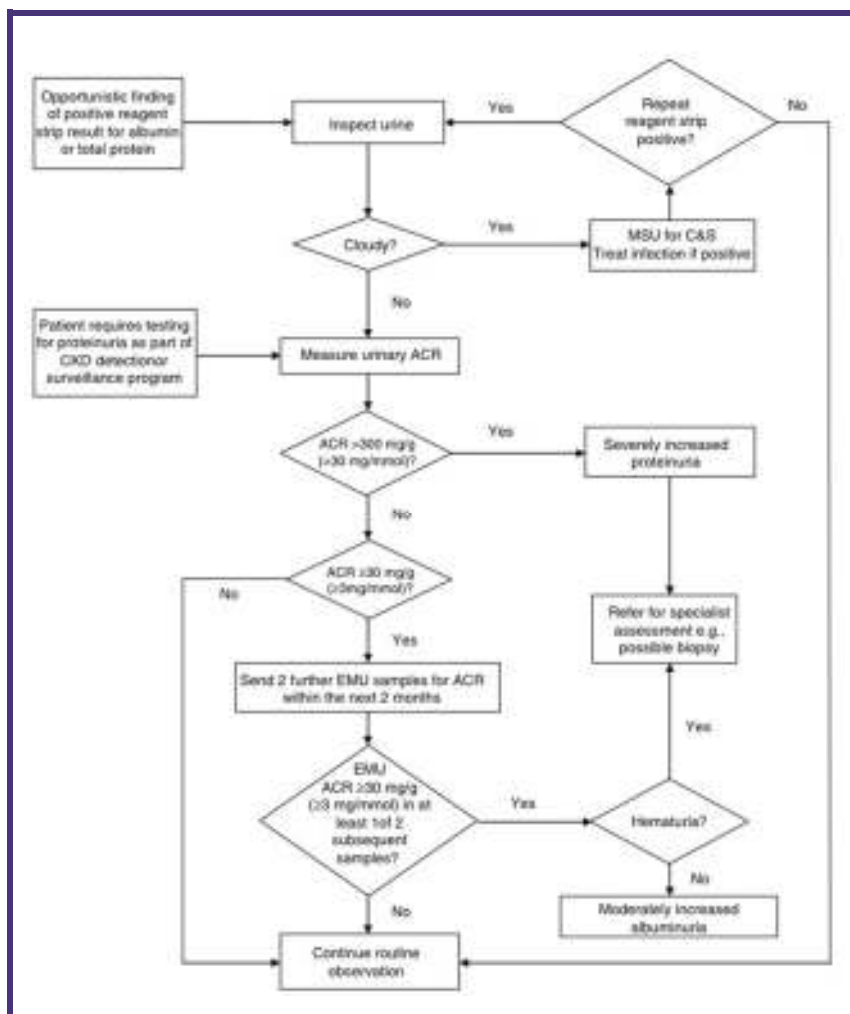 Opportunistic finding
of positive reagent
strip result for albumin
or total protein
Inspect urine
Yes
Repeat
reagent strip
positive?
No
Cloudy?
Yes
MSU for C&S
Treat infection if positive
No
Patient requires testing
for proteinuria as part of
CKD detectionor
surveillance program
Measure urinary ACR
ACR >300 mg/g
(>30 mg/mmol)?
Yes
Severely increased
proteinuria
No
ACR ≥30 mg/g
(≥3mg/mmol)?
No
Yes
Refer for specialist
assessment e.g.,
possible biopsy
Send 2 further EMU samples for ACR
within the next 2 months
Yes
EMU
ACR ≥30 mg/g
(≥3 mg/mmol) in at
least 1of 2
subsequent
samples?
Yes
Hematuria?
No
Moderately increased
albuminuria
No
Continue routine
observation